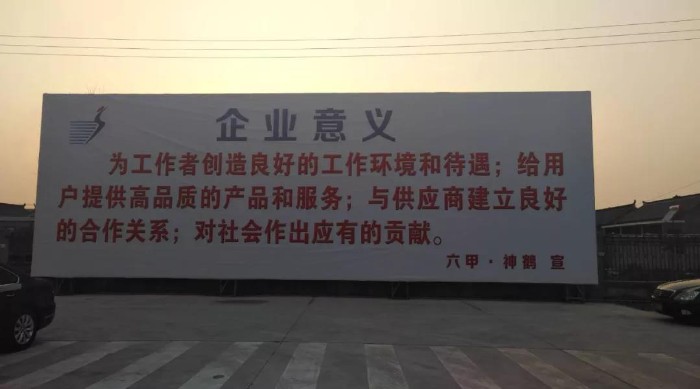 企业意义
为工作者创造良好的工作环境和待遇；给用
户提供高品质的产品和服务；与供应商建立良好
的合作关系；对社会作出应有的贡献。
六甲·神鹤 宣